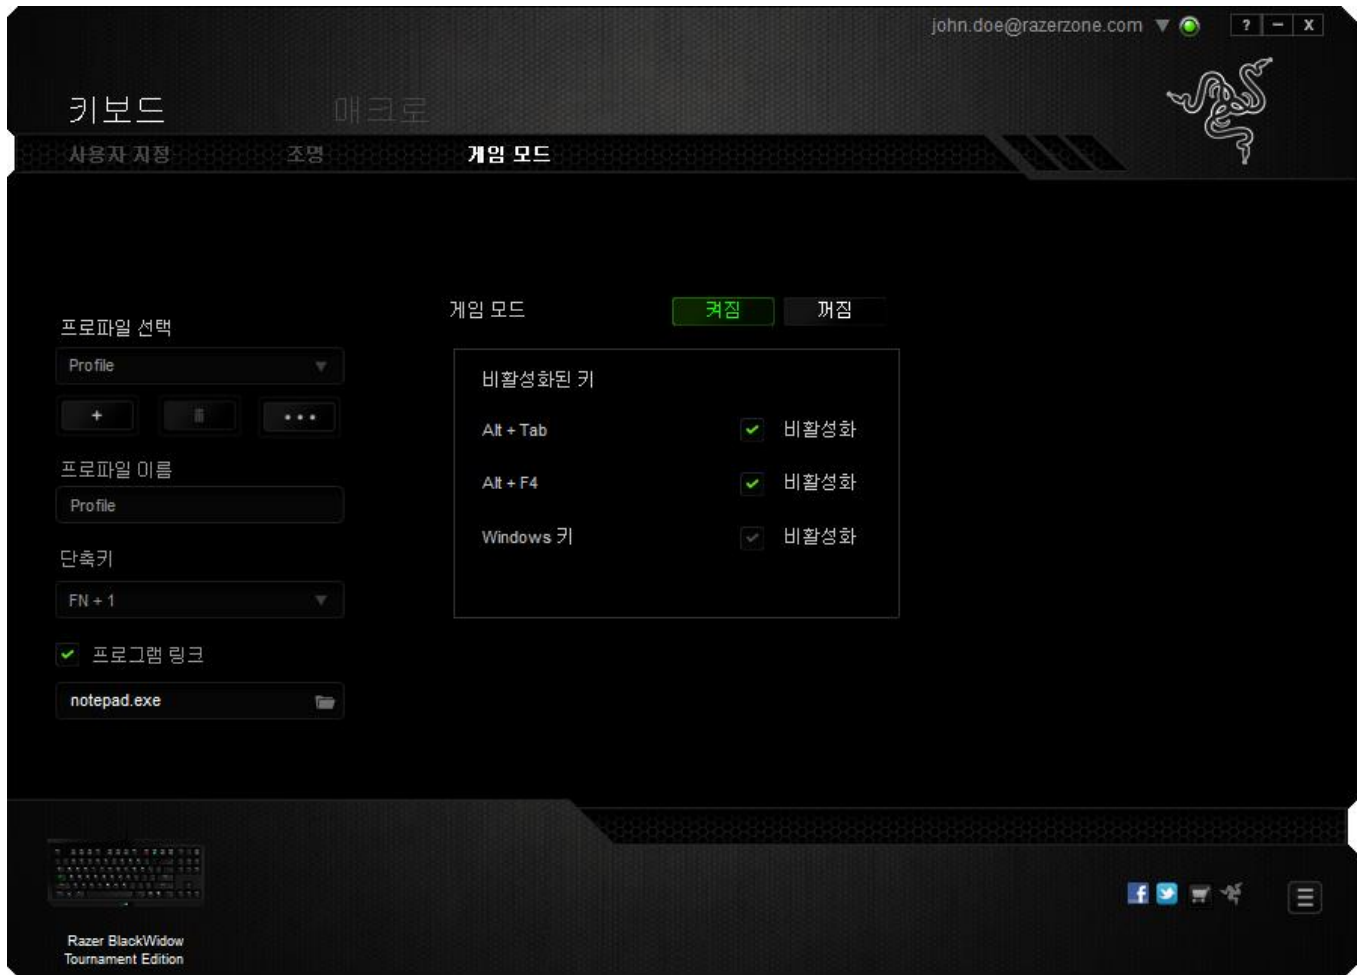 john.doe@razerzone.com
? – X
키보드
매크로
사용자 지정
조명
게임 모드
프로파일 선택
Profile
+
•••
프로파일 이름
Profile
단축키
FN + 1
프로그램 링크
notepad.exe
게임 모드
켜짐
꺼짐
비활성화된 키
Alt + Tab
비활성화
Alt + F4
비활성화
Windows 키
비활성화
Razer BlackWidow
Tournament Edition